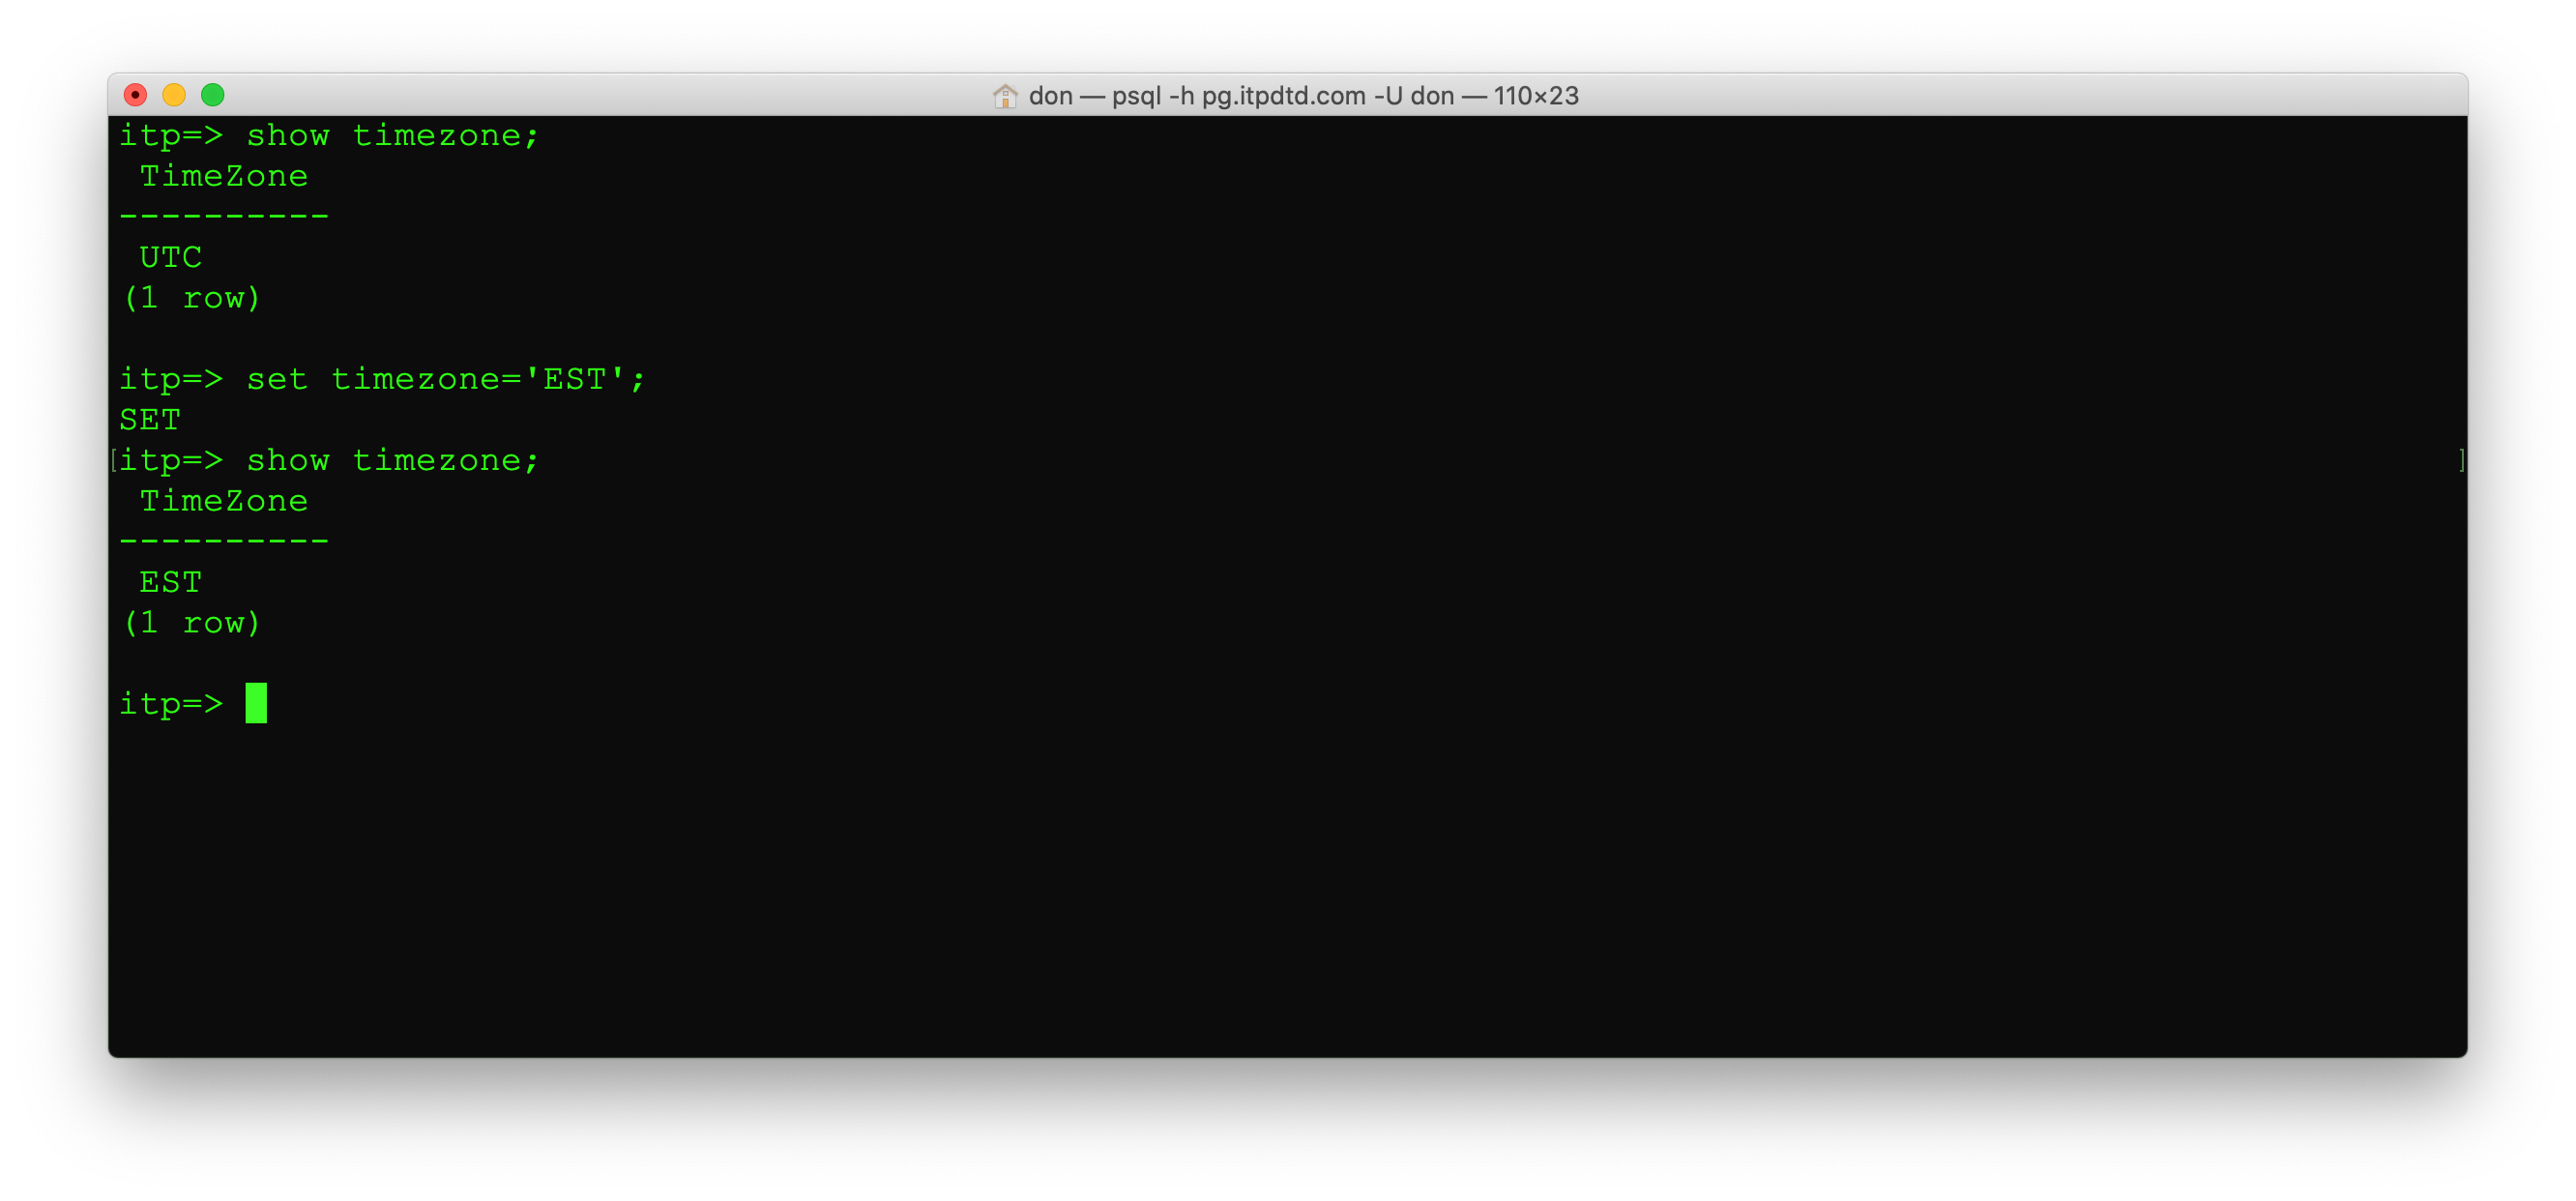 don — psql -h pg.itpdtd.com -U don — 110×23
itp=> show timezone;
 TimeZone
----------
 UTC
(1 row)

itp=> set timezone='EST';
SET
[itp=> show timezone; ]
 TimeZone
----------
 EST
(1 row)

itp=>